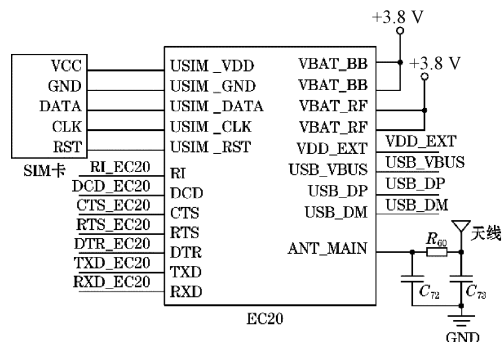 +3.8 V
+3.8 V
VCC
GND
DATA
CLK
RST
SIM卡
USIM_VDD
USIM_GND
USIM_DATA
USIM_CLK
USIM_RST
RI_EC20
DCD_EC20
CTS_EC20
RTS_EC20
DTR_EC20
TXD_EC20
RXD_EC20
RI
DCD
CTS
RTS
DTR
TXD
RXD
VBAT_BB
VBAT_BB
VBAT_RF
VBAT_RF
VDD_EXT
USB_VBUS
USB_DP
USB_DM
ANT_MAIN
VDD_EXT
USB_VBUS
USB_DP
USB_DM
天线
R60
C72
C73
GND
EC20